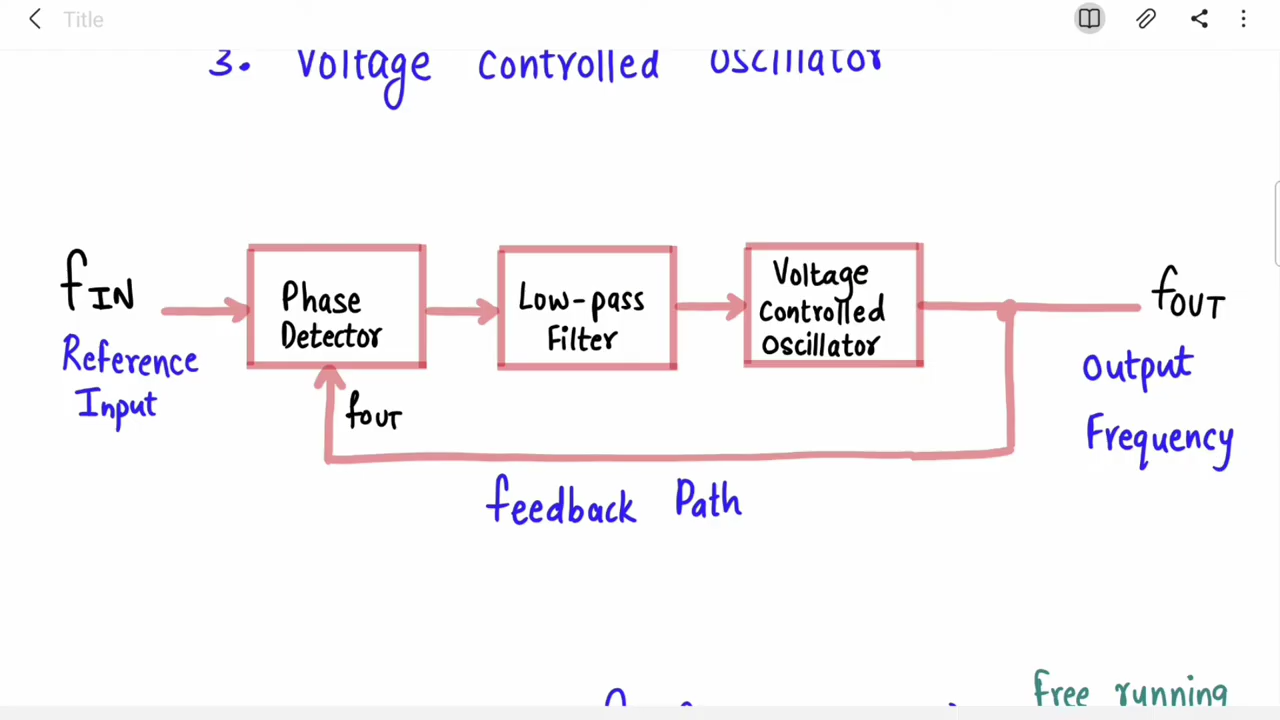 Title
3. Voltage Controlled Oscillator
fIN
Reference
Input
Phase
Detector
Low-pass
Filter
Voltage
Controlled
Oscillator
fOUT
Output
Frequency
fOUT
feedback Path
Free running